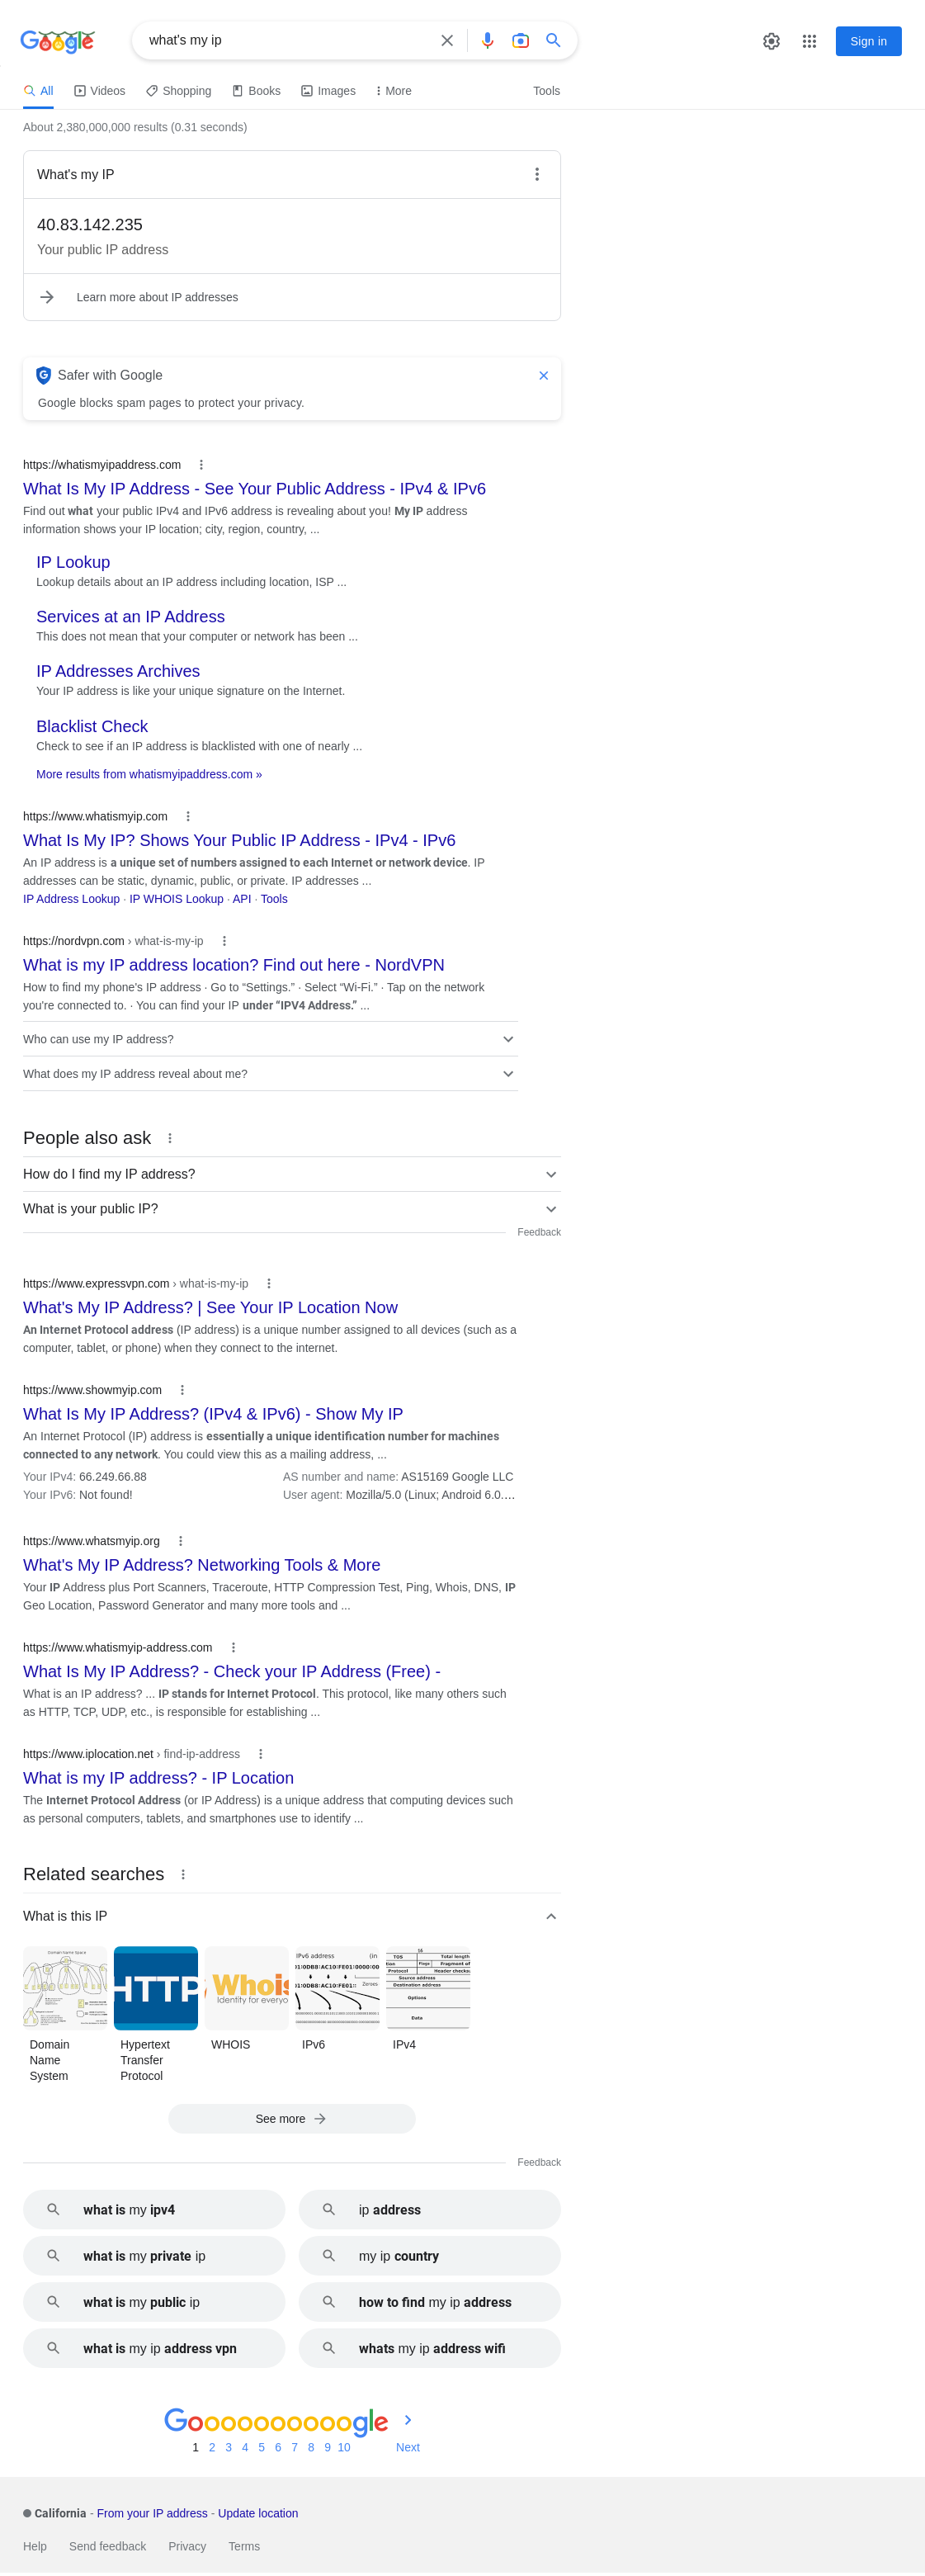 Google
what's my ip
Sign in
All Videos Shopping Books Images More Tools
About 2,380,000,000 results (0.31 seconds)
What's my IP
40.83.142.235
Your public IP address
Learn more about IP addresses
Safer with Google
Google blocks spam pages to protect your privacy.
https://whatismyipaddress.com
What Is My IP Address - See Your Public Address - IPv4 & IPv6
Find out what your public IPv4 and IPv6 address is revealing about you! My IP address
information shows your IP location; city, region, country, ...
IP Lookup
Lookup details about an IP address including location, ISP ...
Services at an IP Address
This does not mean that your computer or network has been ...
IP Addresses Archives
Your IP address is like your unique signature on the Internet.
Blacklist Check
Check to see if an IP address is blacklisted with one of nearly ...
More results from whatismyipaddress.com »
https://www.whatismyip.com
What Is My IP? Shows Your Public IP Address - IPv4 - IPv6
An IP address is a unique set of numbers assigned to each Internet or network device. IP
addresses can be static, dynamic, public, or private. IP addresses ...
IP Address Lookup · IP WHOIS Lookup · API · Tools
https://nordvpn.com › what-is-my-ip
What is my IP address location? Find out here - NordVPN
How to find my phone's IP address · Go to “Settings.” · Select “Wi-Fi.” · Tap on the network
you're connected to. · You can find your IP under “IPV4 Address.” ...
Who can use my IP address?
What does my IP address reveal about me?
People also ask
How do I find my IP address?
What is your public IP?
Feedback
https://www.expressvpn.com › what-is-my-ip
What's My IP Address? | See Your IP Location Now
An Internet Protocol address (IP address) is a unique number assigned to all devices (such as a
computer, tablet, or phone) when they connect to the internet.
https://www.showmyip.com
What Is My IP Address? (IPv4 & IPv6) - Show My IP
An Internet Protocol (IP) address is essentially a unique identification number for machines
connected to any network. You could view this as a mailing address, ...
Your IPv4: 66.249.66.88 AS number and name: AS15169 Google LLC
Your IPv6: Not found! User agent: Mozilla/5.0 (Linux; Android 6.0....
https://www.whatsmyip.org
What's My IP Address? Networking Tools & More
Your IP Address plus Port Scanners, Traceroute, HTTP Compression Test, Ping, Whois, DNS, IP
Geo Location, Password Generator and many more tools and ...
https://www.whatismyip-address.com
What Is My IP Address? - Check your IP Address (Free) -
What is an IP address? ... IP stands for Internet Protocol. This protocol, like many others such
as HTTP, TCP, UDP, etc., is responsible for establishing ...
https://www.iplocation.net › find-ip-address
What is my IP address? - IP Location
The Internet Protocol Address (or IP Address) is a unique address that computing devices such
as personal computers, tablets, and smartphones use to identify ...
Related searches
What is this IP
Domain Name Space
HTTP
Whois
Identity for everyo
IPv6 address (in
Zeroes
16
TOS Total length
Flags Fragment of
Protocol Header checksu
Source address
Destination address
Options
Data
Domain
Name
System
Hypertext
Transfer
Protocol
WHOIS
IPv6
IPv4
See more
Feedback
what is my ipv4
ip address
what is my private ip
my ip country
what is my public ip
how to find my ip address
what is my ip address vpn
whats my ip address wifi
Goooooooooogle
1 2 3 4 5 6 7 8 9 10 Next
California - From your IP address - Update location
Help Send feedback Privacy Terms